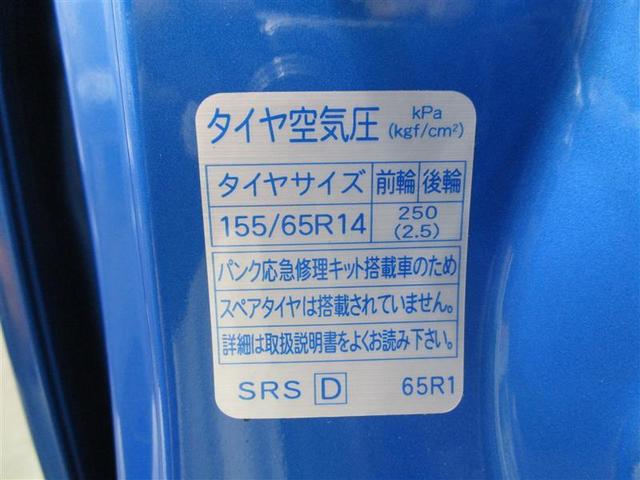 タイヤ空気圧 kPa
(kgf/cm²)
タイヤサイズ 前輪 後輪
155/65R14 250
(2.5)
パンク応急修理キット搭載車のため
スペアタイヤは搭載されていません。
詳細は取扱説明書をよくお読み下さい。
SRS D 65R1